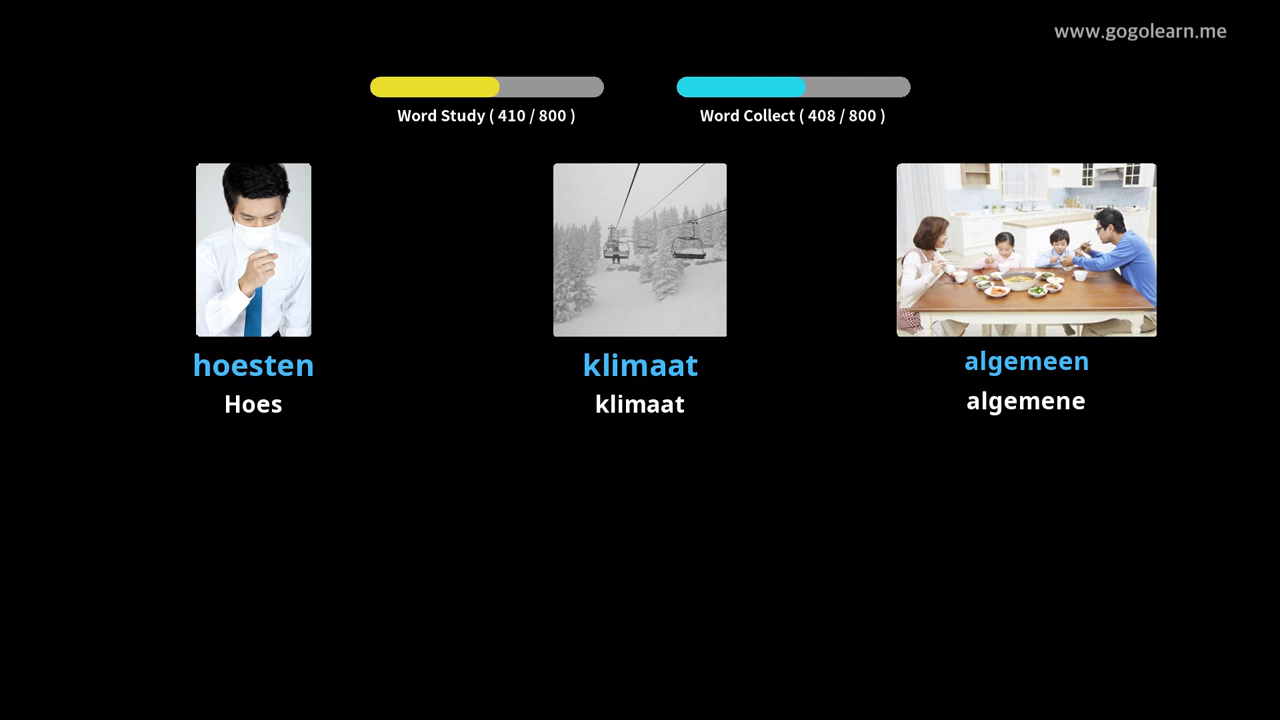 www.gogolearn.me
Word Study ( 410 / 800 )
Word Collect ( 408 / 800 )
hoesten
Hoes
klimaat
klimaat
algemeen
algemene